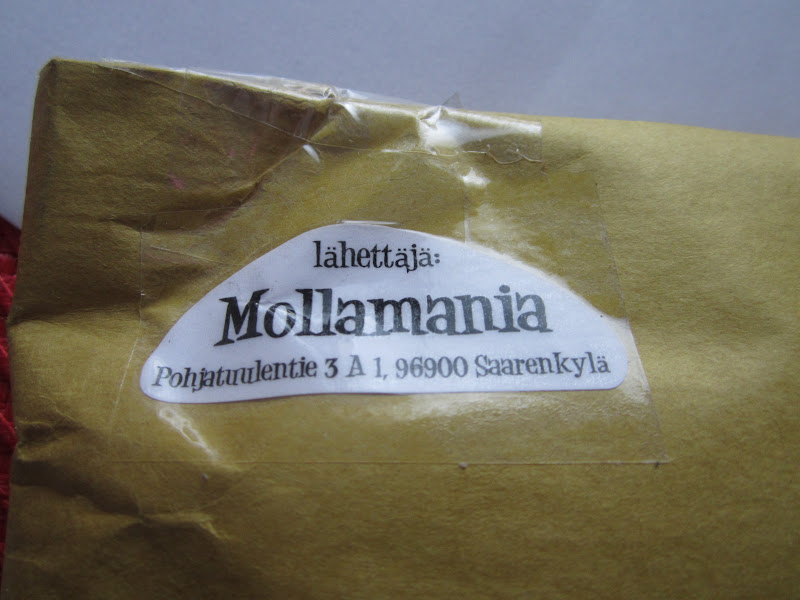 lähettäjä:
Mollamania
Pohjatuulentie 3 A 1, 96900 Saarenkylä